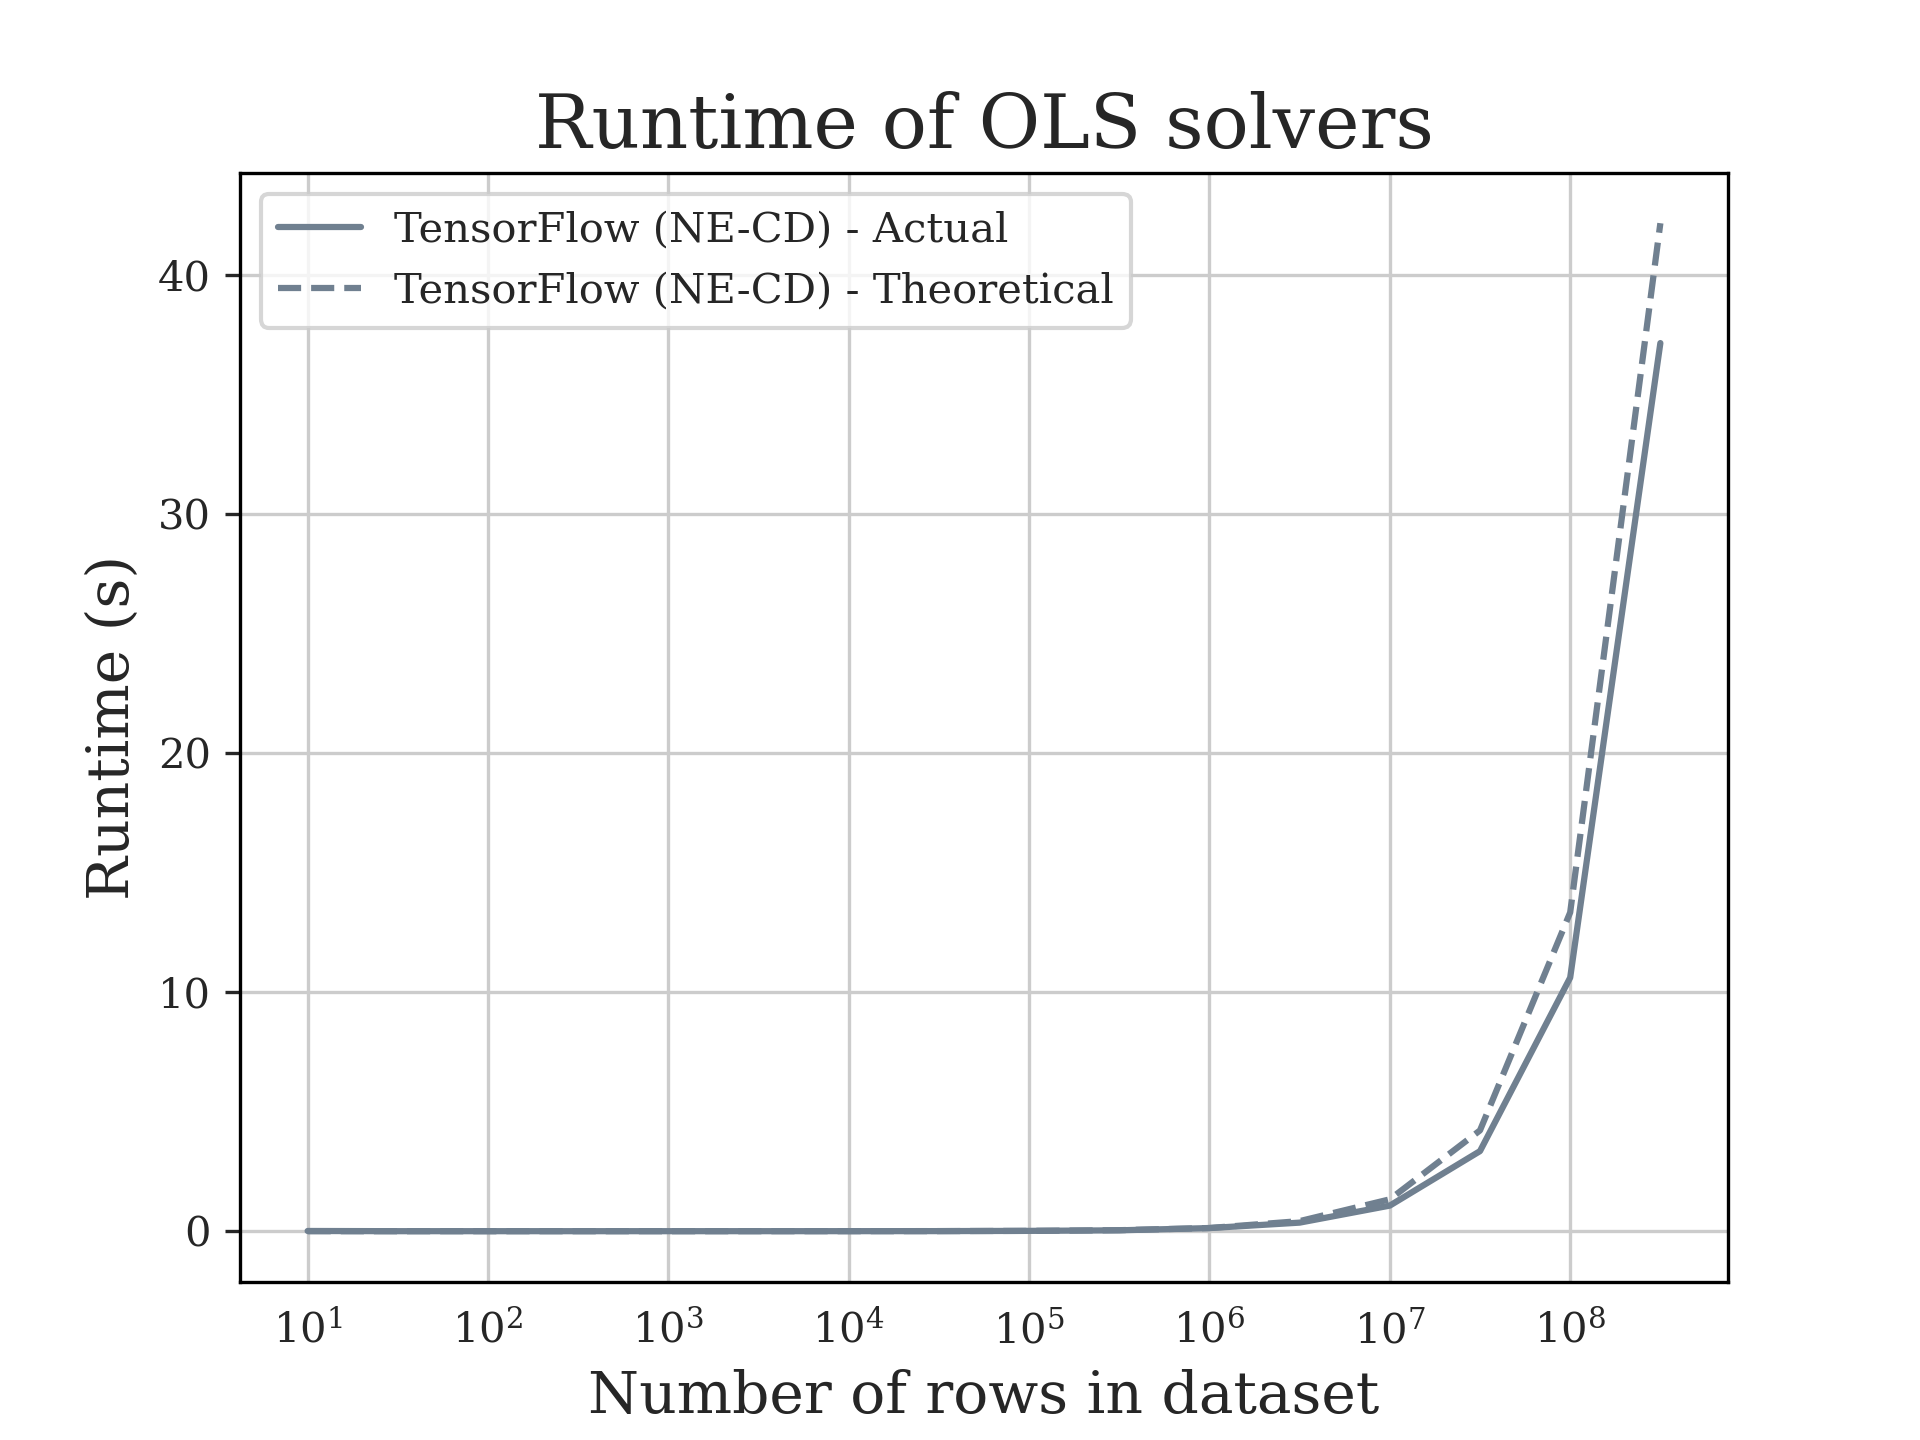 Runtime of OLS solvers
TensorFlow (NE-CD) - Actual
TensorFlow (NE-CD) - Theoretical
Runtime (s)
40
30
20
10
0
10¹ 10² 10³ 10⁴ 10⁵ 10⁶ 10⁷ 10⁸
Number of rows in dataset